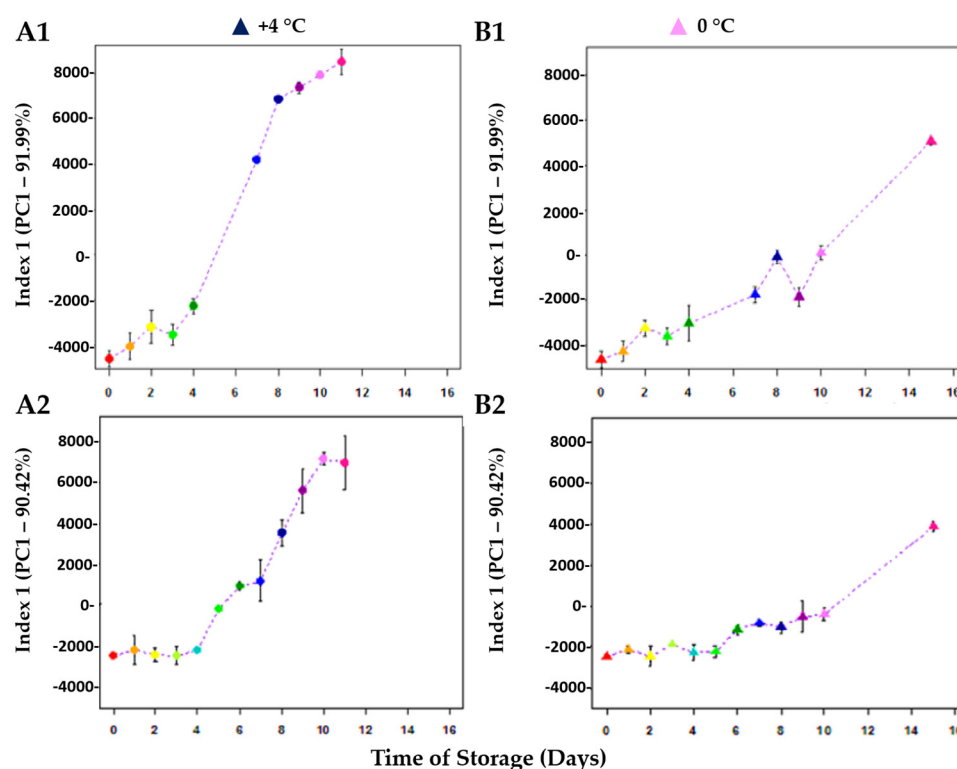 A1 +4 °C B1 0 °C
Index 1 (PC1 – 91.99%)
8000-
6000-
4000-
2000-
0-
-2000-
-4000-
0 2 4 6 8 10 12 14 16
Index 1 (PC1 – 91.99%)
8000-
6000-
4000-
2000-
0-
-2000-
-4000-
0 2 4 6 8 10 12 14 16
A2 B2
Index 1 (PC1 – 90.42%)
8000-
6000-
4000-
2000-
0-
-2000-
-4000-
0 2 4 6 8 10 12 14 16
Index 1 (PC1 – 90.42%)
8000-
6000-
4000-
2000-
0-
-2000-
-4000-
0 2 4 6 8 10 12 14 16
Time of Storage (Days)